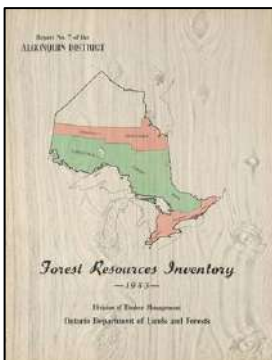 Report No. 7 of the
ALGONQUIN DISTRICT
Forest Resources Inventory
Division of Timber Management
Ontario Department of Lands and Forests